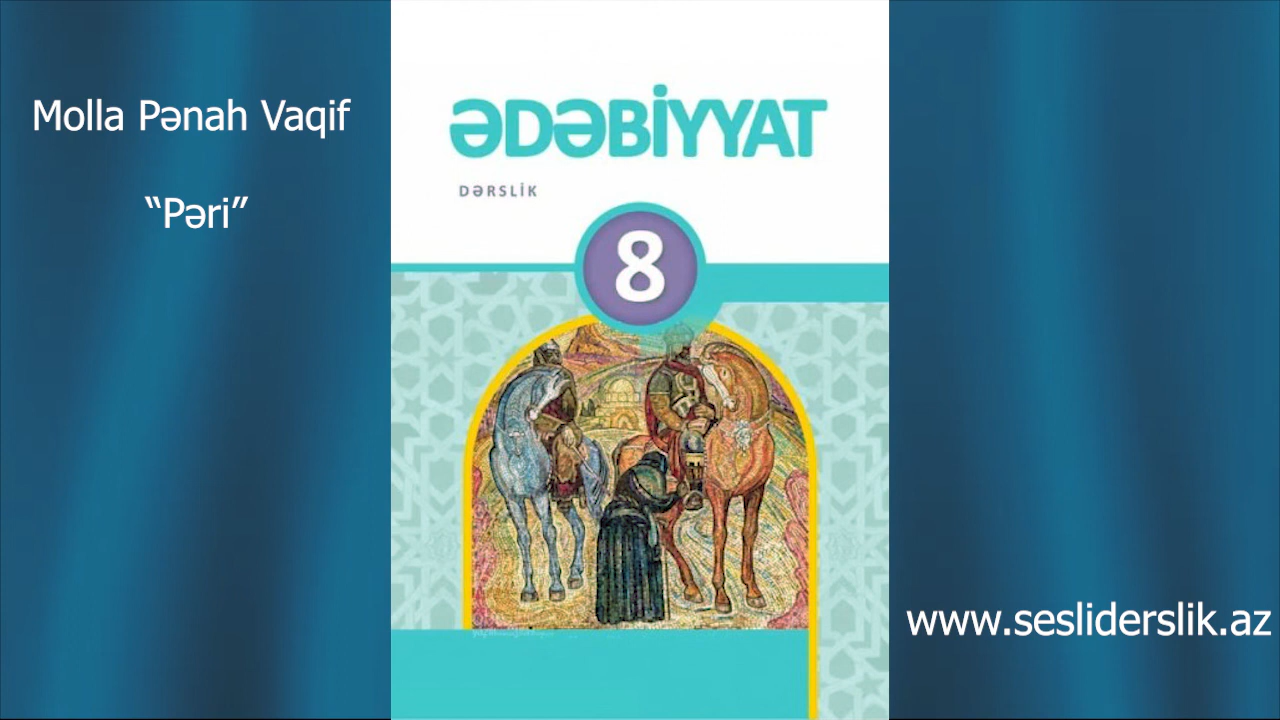 Molla Pənah Vaqif
“Pəri”
ƏDƏBİYYAT
DƏRSLİK
8
www.sesliderslik.az